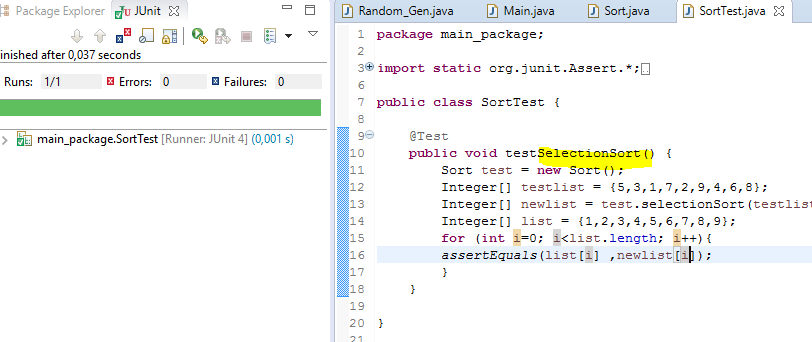 Package Explorer JUnit
inished after 0,037 seconds
Runs: 1/1 Errors: 0 Failures: 0
main_package.SortTest [Runner: JUnit 4] (0,001 s)
Random_Gen.java Main.java Sort.java SortTest.java
1 package main_package;
2
3 import static org.junit.Assert.*;
6
7 public class SortTest {
8
9 @Test
10 public void testSelectionSort() {
11 Sort test = new Sort();
12 Integer[] testlist = {5,3,1,7,2,9,4,6,8};
13 Integer[] newlist = test.selectionSort(testlist
14 Integer[] list = {1,2,3,4,5,6,7,8,9};
15 for (int i=0; i<list.length; i++){
16 assertEquals(list[i] ,newlist[i]);
17 }
18 }
19
20 }